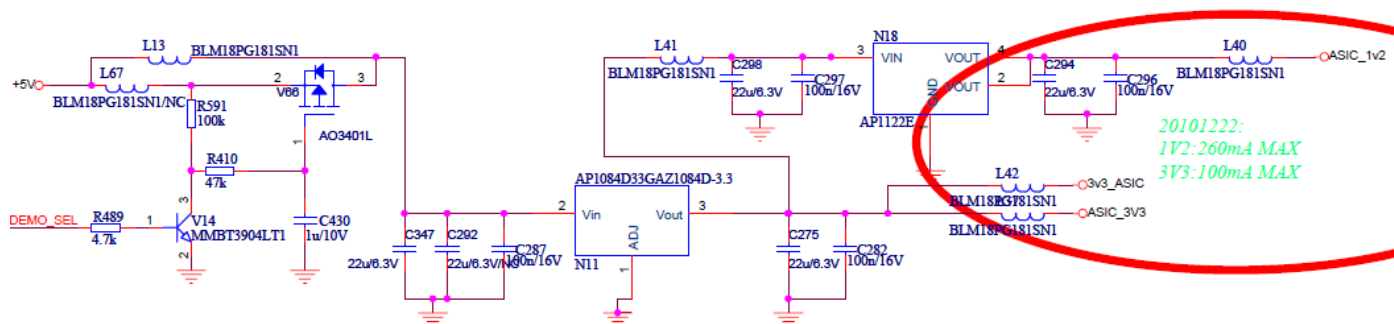 L13
BLM18PG181SN1
L67
+5V
BLM18PG181SN1/NC
2
3
V66
R591
100k
AO3401L
1
R410
47k
3
DEMO_SEL
R489
1
V14
4.7k
MMBT3904LT1
2
C430
1u/10V
L41
BLM18PG181SN1
C298
22u/6.3V
C297
100n/16V
N18
3
VIN
VOUT
4
VOUT
2
GND
1
AP1122E
C294
22u/6.3V
C296
100n/16V
L40
BLM18PG181SN1
ASIC_1v2
20101222:
1V2:260mA MAX
3V3:100mA MAX
AP1084D33GAZ1084D-3.3
2
Vin
Vout
3
ADJ
1
N11
C347
22u/6.3V
C292
22u/6.3V/NC
C287
100n/16V
C275
22u/6.3V
C282
100n/16V
L42
3v3_ASIC
BLM18PG181SN1
ASIC_3V3
BLM18PG181SN1